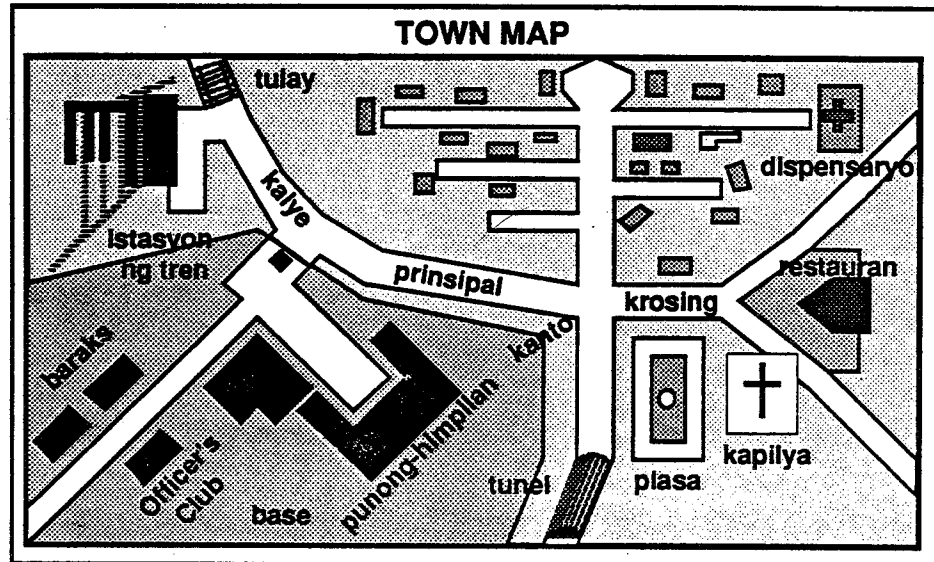 TOWN MAP
tulay
dispensaryo
kalye
Istasyon
ng tren
prinsipal
restauran
krosing
kanto
baraks
Officer's
Club
punong-himpilan
base
tunel
plasa
kapilya